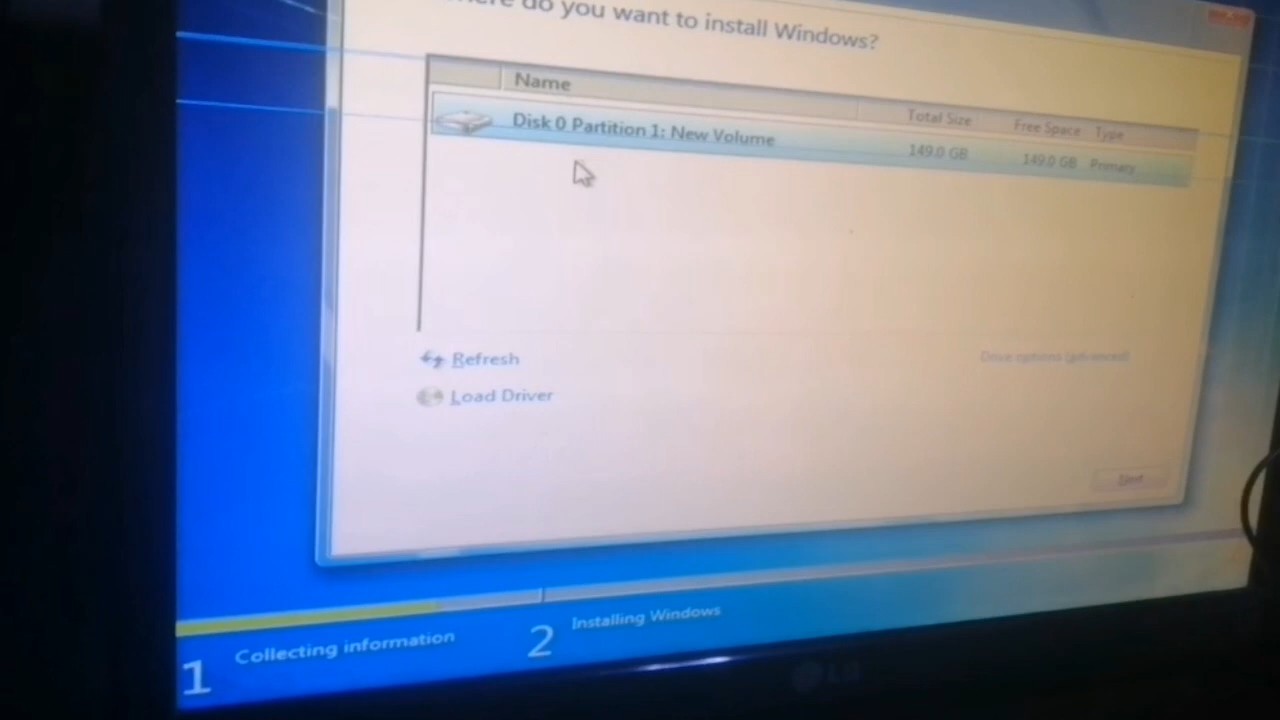 here do you want to install Windows?
Name Total Size Free Space Type
Disk 0 Partition 1: New Volume 149.0 GB 149.0 GB Primary
Refresh Drive options (advanced)
Load Driver
Next
1 Collecting information 2 Installing Windows
LG